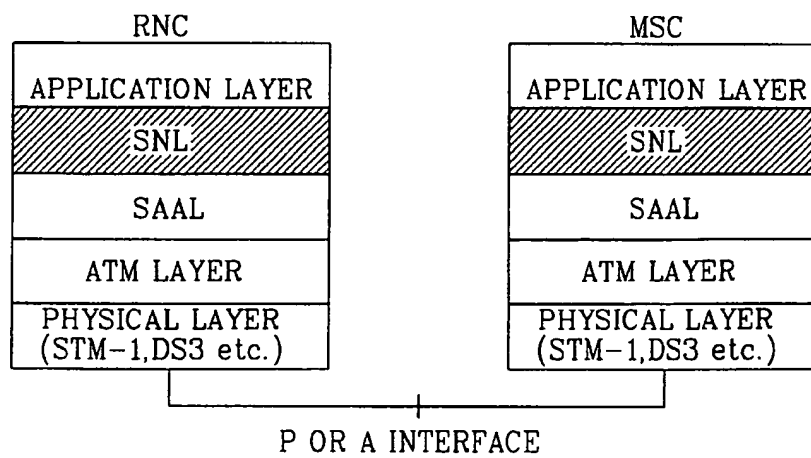 RNC
APPLICATION LAYER
SNL
SAAL
ATM LAYER
PHYSICAL LAYER
(STM-1,DS3 etc.)
MSC
APPLICATION LAYER
SNL
SAAL
ATM LAYER
PHYSICAL LAYER
(STM-1,DS3 etc.)
P OR A INTERFACE